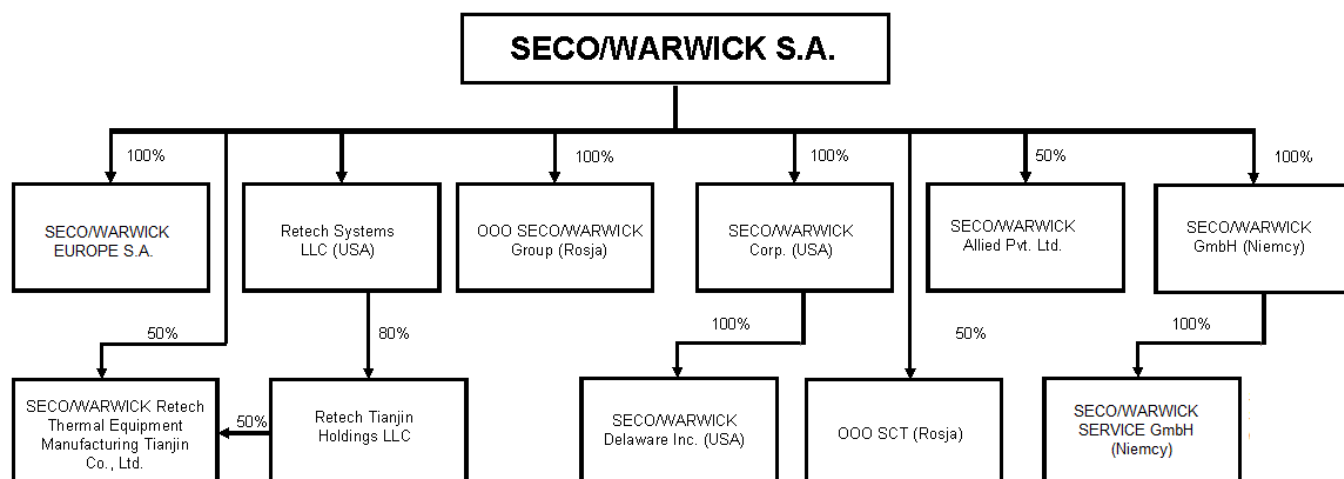 SECO/WARWICK S.A.
100%
100%
100%
50%
100%
SECO/WARWICK
EUROPE S.A.
Retech Systems
LLC (USA)
OOO SECO/WARWICK
Group (Rosja)
SECO/WARWICK
Corp. (USA)
SECO/WARWICK
Allied Pvt. Ltd.
SECO/WARWICK
GmbH (Niemcy)
50%
80%
100%
50%
100%
SECO/WARWICK Retech
Thermal Equipment
Manufacturing Tianjin
Co., Ltd.
50%
Retech Tianjin
Holdings LLC
SECO/WARWICK
Delaware Inc. (USA)
OOO SCT (Rosja)
SECO/WARWICK
SERVICE GmbH
(Niemcy)